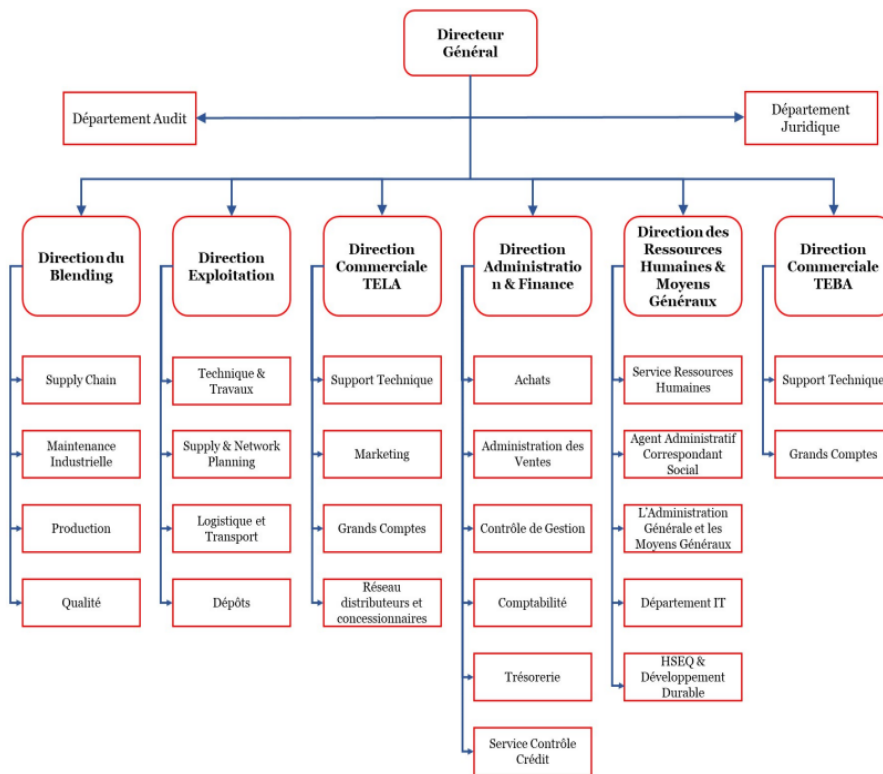 Directeur
Général
Département Audit
Département
Juridique
Direction du
Blending
Direction
Exploitation
Direction
Commerciale
TELA
Direction
Administratio
n & Finance
Direction des
Ressources
Humaines &
Moyens
Généraux
Direction
Commerciale
TEBA
Supply Chain
Technique &
Travaux
Support Technique
Achats
Service Ressources
Humaines
Support Technique
Maintenance
Industrielle
Supply & Network
Planning
Marketing
Administration des
Ventes
Agent Administratif
Correspondant
Social
Grands Comptes
Production
Logistique et
Transport
Grands Comptes
Contrôle de Gestion
L'Administration
Générale et les
Moyens Généraux
Qualité
Dépôts
Réseau
distributeurs et
concessionnaires
Comptabilité
Département IT
Trésorerie
HSEQ &
Développement
Durable
Service Contrôle
Crédit